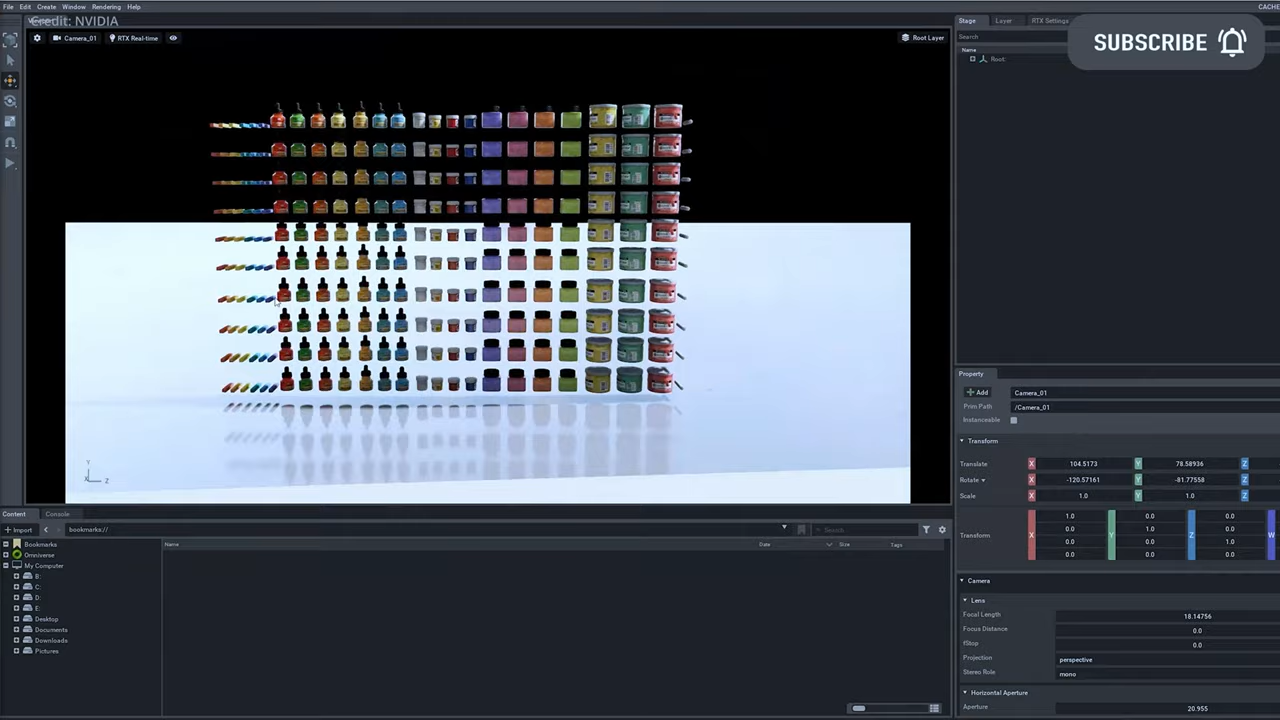 File Edit Create Window Rendering Help CACHE
Credit: NVIDIA
Camera_01 RTX Real-time Root Layer
Stage Layer RTX Settings
SUBSCRIBE
Search
Name
Root
Property
Add Camera_01
Prim Path /Camera_01
Instanceable
Transform
Translate X 104.5173 Y 78.58936 Z
Rotate X -120.57161 Y -81.77558 Z
Scale X 1.0 Y 1.0 Z
Transform X Y Z W
1.0 0.0 0.0
0.0 1.0 0.0
0.0 0.0 1.0
0.0 0.0 0.0
Camera
Lens
Focal Length 18.14756
Focus Distance 0.0
fStop 0.0
Projection perspective
Stereo Role mono
Horizontal Aperture
Aperture 20.955
Y
X Z
Content Console
Import bookmarks:// Search...
Bookmarks Name Date Size Tags
Omniverse
My Computer
B:
C:
D:
E:
Desktop
Documents
Downloads
Pictures